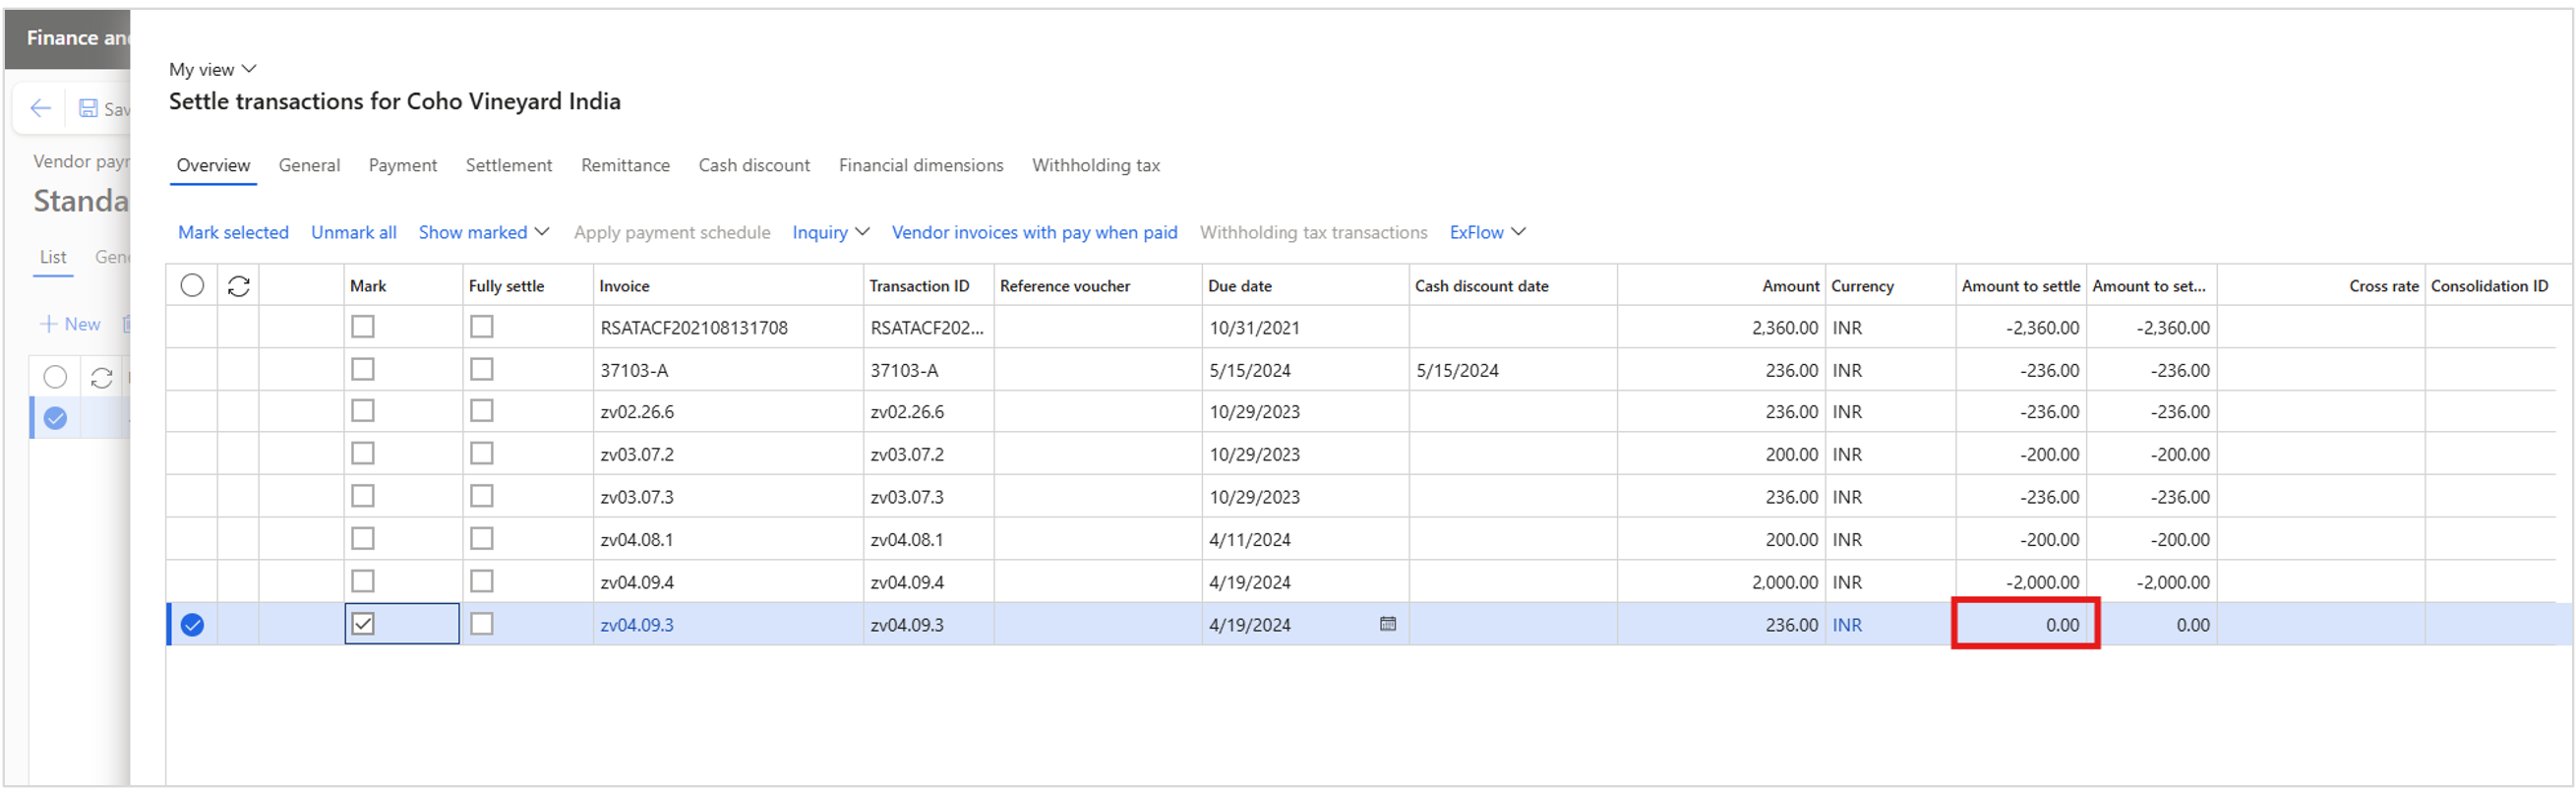 Finance an
Sav
Vendor payr
Standa
List Gene
New
My view
Settle transactions for Coho Vineyard India
Overview General Payment Settlement Remittance Cash discount Financial dimensions Withholding tax
Mark selected Unmark all Show marked Apply payment schedule Inquiry Vendor invoices with pay when paid Withholding tax transactions ExFlow
Mark Fully settle Invoice Transaction ID Reference voucher Due date Cash discount date Amount Currency Amount to settle Amount to set... Cross rate Consolidation ID
RSATACF202108131708 RSATACF202... 10/31/2021 2,360.00 INR -2,360.00 -2,360.00
37103-A 37103-A 5/15/2024 5/15/2024 236.00 INR -236.00 -236.00
zv02.26.6 zv02.26.6 10/29/2023 236.00 INR -236.00 -236.00
zv03.07.2 zv03.07.2 10/29/2023 200.00 INR -200.00 -200.00
zv03.07.3 zv03.07.3 10/29/2023 236.00 INR -236.00 -236.00
zv04.08.1 zv04.08.1 4/11/2024 200.00 INR -200.00 -200.00
zv04.09.4 zv04.09.4 4/19/2024 2,000.00 INR -2,000.00 -2,000.00
zv04.09.3 zv04.09.3 4/19/2024 236.00 INR 0.00 0.00